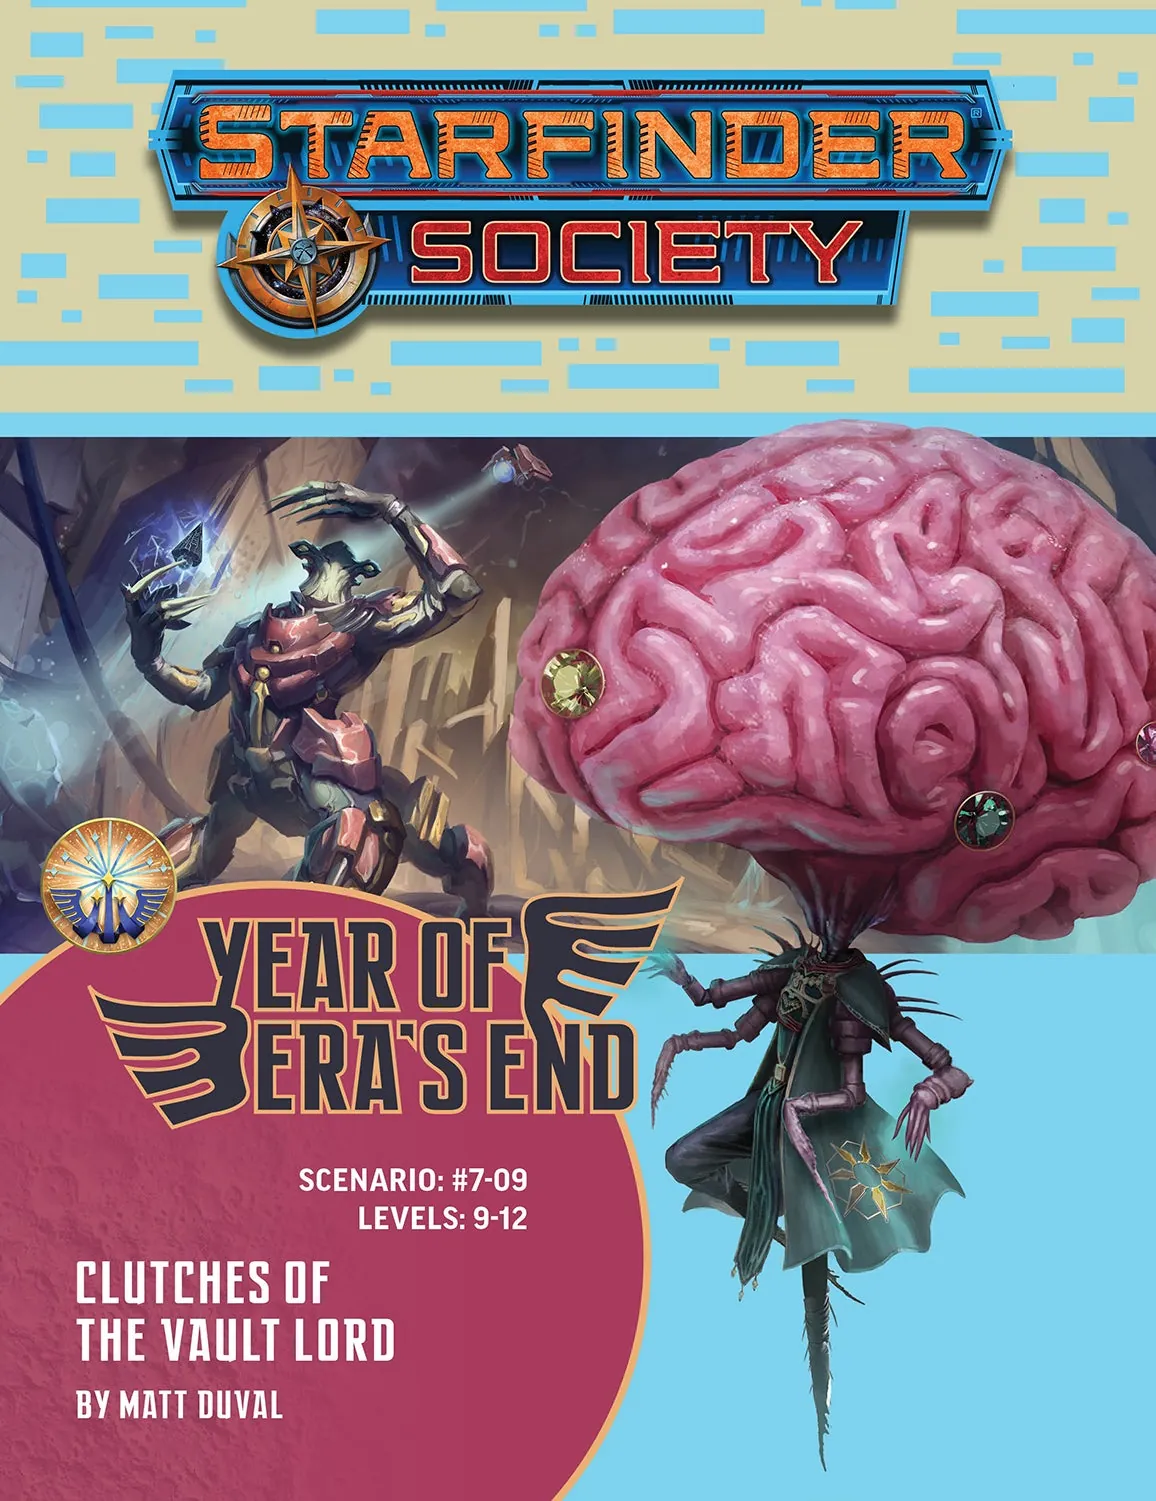 STARFINDER®
SOCIETY
YEAR OF
ERA'S END
SCENARIO: #7-09
LEVELS: 9-12
CLUTCHES OF
THE VAULT LORD
BY MATT DUVAL